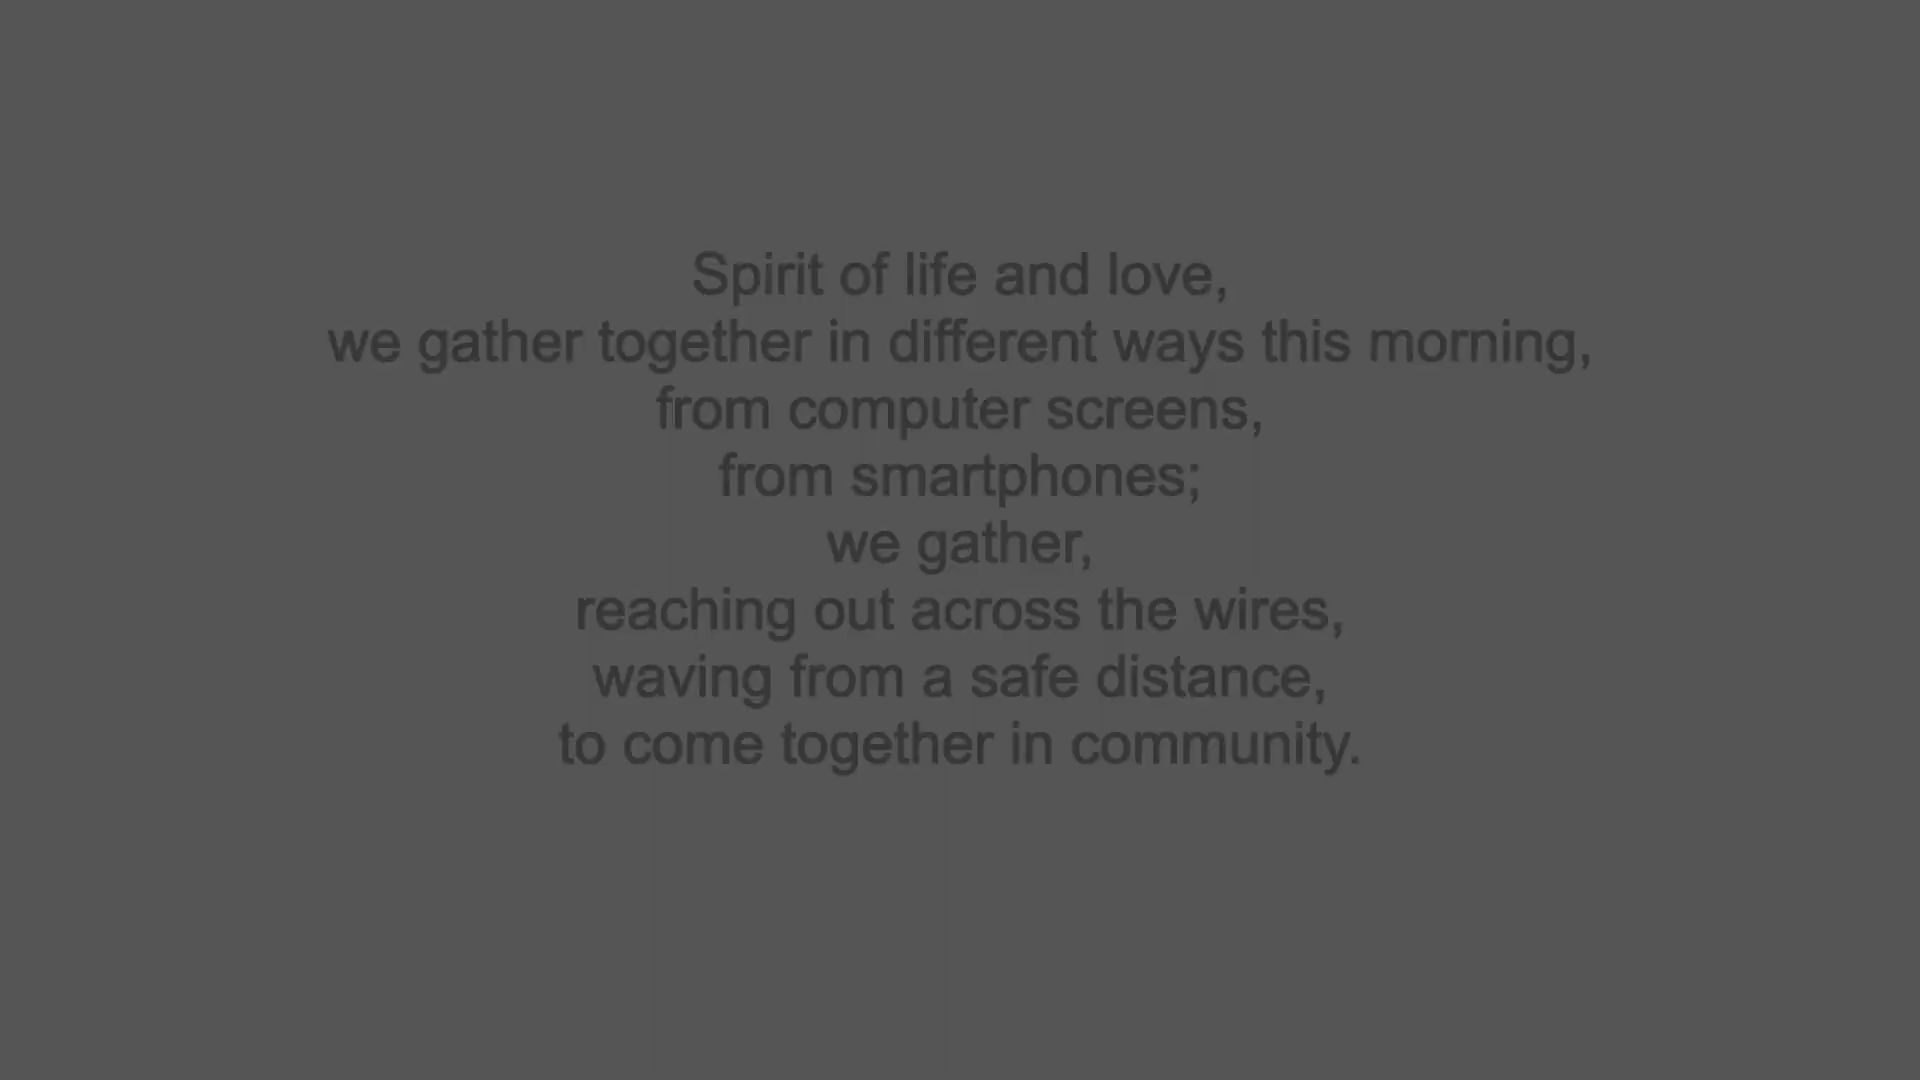 Spirit of life and love,
we gather together in different ways this morning,
from computer screens,
from smartphones;
we gather,
reaching out across the wires,
waving from a safe distance,
to come together in community.